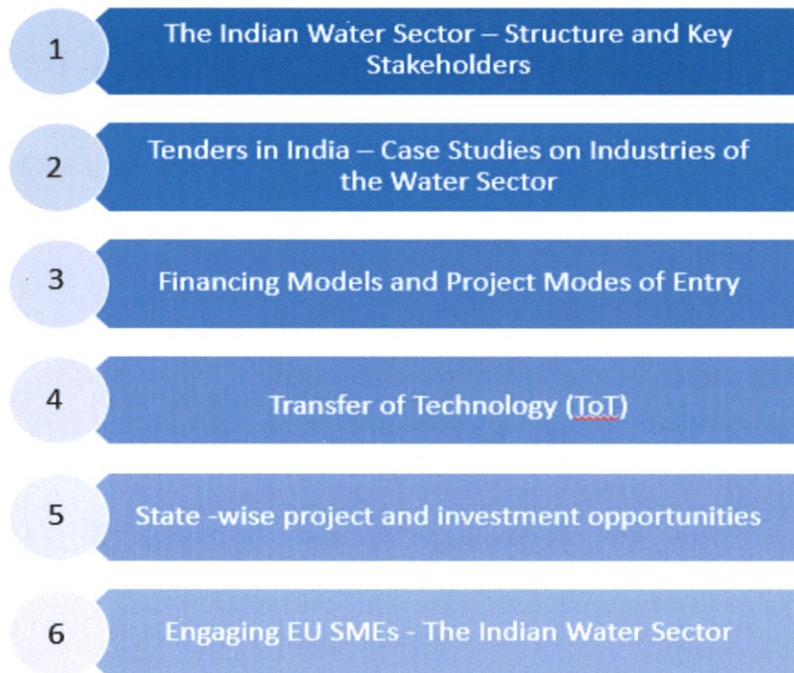 1
The Indian Water Sector – Structure and Key
Stakeholders
2
Tenders in India – Case Studies on Industries of
the Water Sector
3
Financing Models and Project Modes of Entry
4
Transfer of Technology (ToT)
5
State -wise project and investment opportunities
6
Engaging EU SMEs - The Indian Water Sector